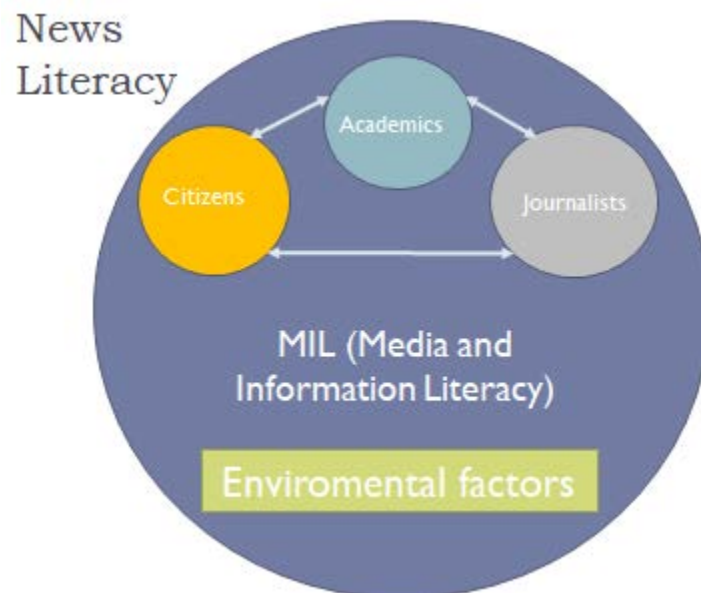 News
Literacy
Academics
Citizens
Journalists
MIL (Media and
Information Literacy)
Enviromental factors